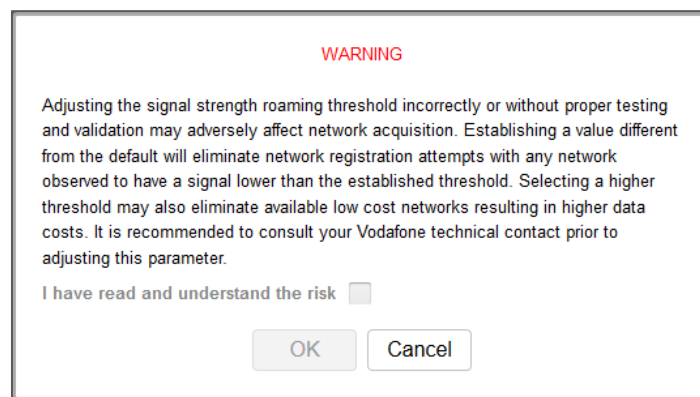 WARNING
Adjusting the signal strength roaming threshold incorrectly or without proper testing
and validation may adversely affect network acquisition. Establishing a value different
from the default will eliminate network registration attempts with any network
observed to have a signal lower than the established threshold. Selecting a higher
threshold may also eliminate available low cost networks resulting in higher data
costs. It is recommended to consult your Vodafone technical contact prior to
adjusting this parameter.
I have read and understand the risk
OK
Cancel